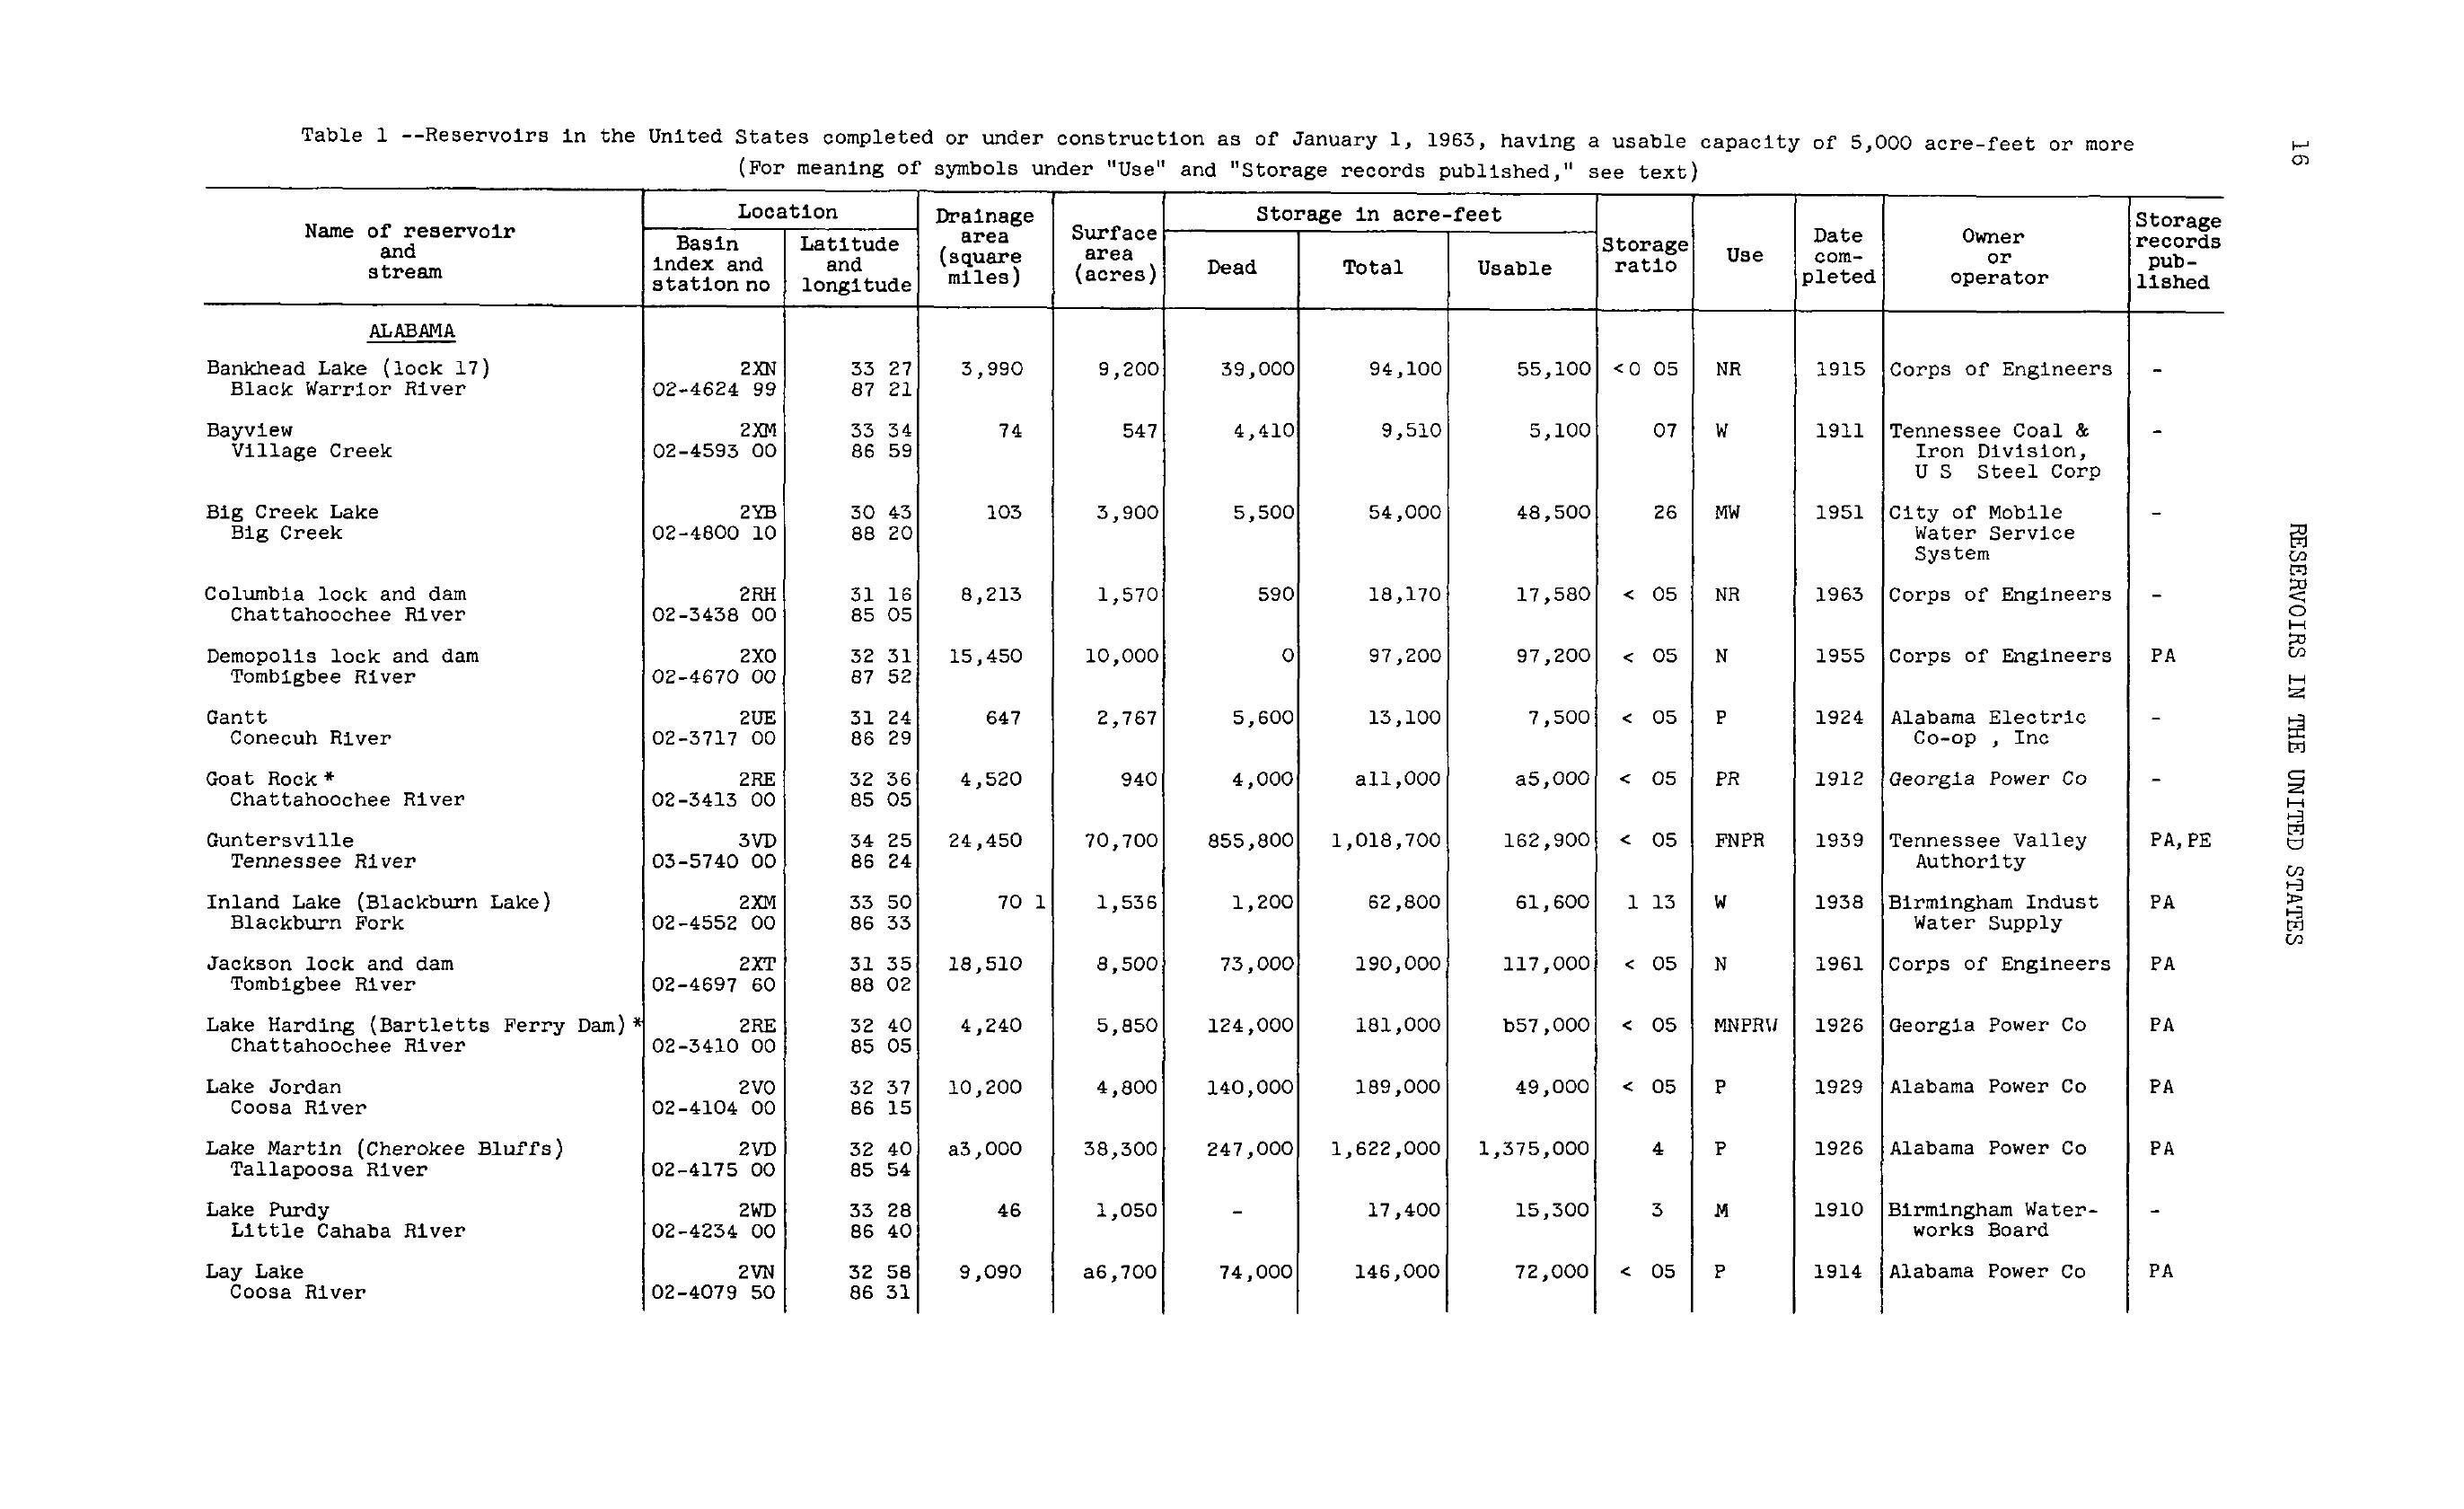 Table 1 --Reservoirs in the United States completed or under construction as of January 1, 1963, having a usable capacity of 5,000 acre-feet or more
(For meaning of symbols under "Use" and "Storage records published," see text)
16
RESERVOIRS IN THE UNITED STATES
Name of reservoir and stream | Location | Drainage area (square miles) | Surface area (acres) | Storage in acre-feet | Storage ratio | Use | Date com-pleted | Owner or operator | Storage records pub-lished
Basin index and station no | Latitude and longitude | Dead | Total | Usable
ALABAMA
Bankhead Lake (lock 17) 2XN 33 27 3,990 9,200 39,000 94,100 55,100 <0 05 NR 1915 Corps of Engineers -
Black Warrior River 02-4624 99 87 21
Bayview 2XM 33 34 74 547 4,410 9,510 5,100 07 W 1911 Tennessee Coal & -
Village Creek 02-4593 00 86 59 Iron Division,
U S Steel Corp
Big Creek Lake 2YB 30 43 103 3,900 5,500 54,000 48,500 26 MW 1951 City of Mobile -
Big Creek 02-4800 10 88 20 Water Service
System
Columbia lock and dam 2RH 31 16 8,213 1,570 590 18,170 17,580 < 05 NR 1963 Corps of Engineers -
Chattahoochee River 02-3438 00 85 05
Demopolis lock and dam 2XO 32 31 15,450 10,000 0 97,200 97,200 < 05 N 1955 Corps of Engineers PA
Tombigbee River 02-4670 00 87 52
Gantt 2UE 31 24 647 2,767 5,600 13,100 7,500 < 05 P 1924 Alabama Electric -
Conecuh River 02-3717 00 86 29 Co-op , Inc
Goat Rock * 2RE 32 36 4,520 940 4,000 a11,000 a5,000 < 05 PR 1912 Georgia Power Co -
Chattahoochee River 02-3413 00 85 05
Guntersville 3VD 34 25 24,450 70,700 855,800 1,018,700 162,900 < 05 FNPR 1939 Tennessee Valley PA,PE
Tennessee River 03-5740 00 86 24 Authority
Inland Lake (Blackburn Lake) 2XM 33 50 70 1 1,536 1,200 62,800 61,600 1 13 W 1938 Birmingham Indust PA
Blackburn Fork 02-4552 00 86 33 Water Supply
Jackson lock and dam 2XT 31 35 18,510 8,500 73,000 190,000 117,000 < 05 N 1961 Corps of Engineers PA
Tombigbee River 02-4697 60 88 02
Lake Harding (Bartletts Ferry Dam) * 2RE 32 40 4,240 5,850 124,000 181,000 b57,000 < 05 MNPRW 1926 Georgia Power Co PA
Chattahoochee River 02-3410 00 85 05
Lake Jordan 2VO 32 37 10,200 4,800 140,000 189,000 49,000 < 05 P 1929 Alabama Power Co PA
Coosa River 02-4104 00 86 15
Lake Martin (Cherokee Bluffs) 2VD 32 40 a3,000 38,300 247,000 1,622,000 1,375,000 4 P 1926 Alabama Power Co PA
Tallapoosa River 02-4175 00 85 54
Lake Purdy 2WD 33 28 46 1,050 - 17,400 15,300 3 M 1910 Birmingham Water- -
Little Cahaba River 02-4234 00 86 40 works Board
Lay Lake 2VN 32 58 9,090 a6,700 74,000 146,000 72,000 < 05 P 1914 Alabama Power Co PA
Coosa River 02-4079 50 86 31